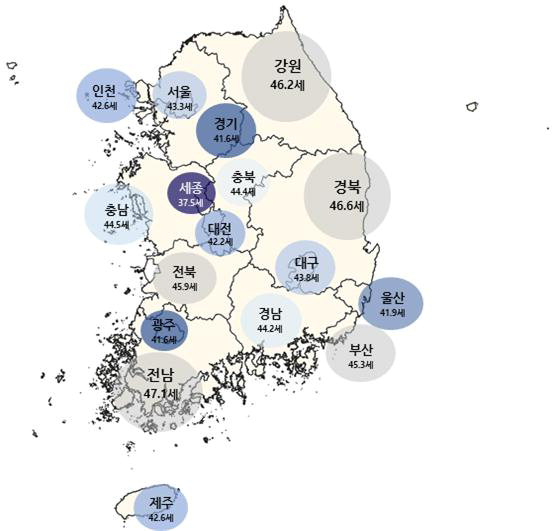 강원
46.2세
인천
42.6세
서울
43.3세
경기
41.6세
세종
37.5세
충북
44.4세
경북
46.6세
충남
44.5세
대전
42.2세
전북
45.9세
대구
43.8세
울산
41.9세
광주
41.6세
경남
44.2세
부산
45.3세
전남
47.1세
제주
42.6세